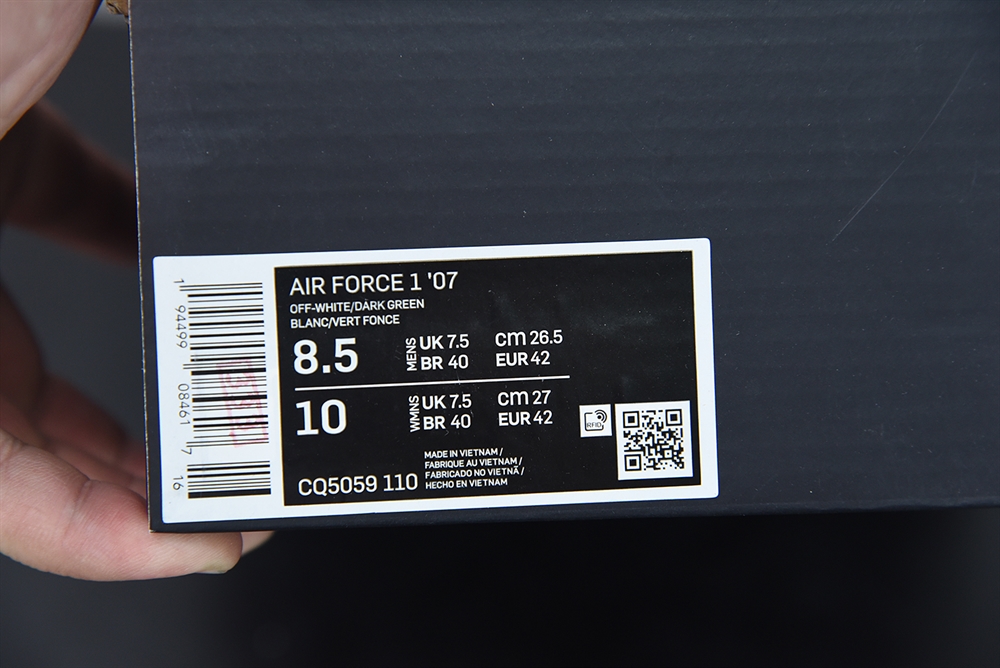 AIR FORCE 1 '07
OFF-WHITE/DARK GREEN
BLANC/VERT FONCE
8.5 MENS UK 7.5 cm 26.5
BR 40 EUR 42
10 WMNS UK 7.5 cm 27
BR 40 EUR 42
RFID
CQ5059 110
MADE IN VIETNAM /
FABRIQUE AU VIETNAM /
FABRICADO NO VIETNÃ /
HECHO EN VIETNAM
1 94499 08461 7 16